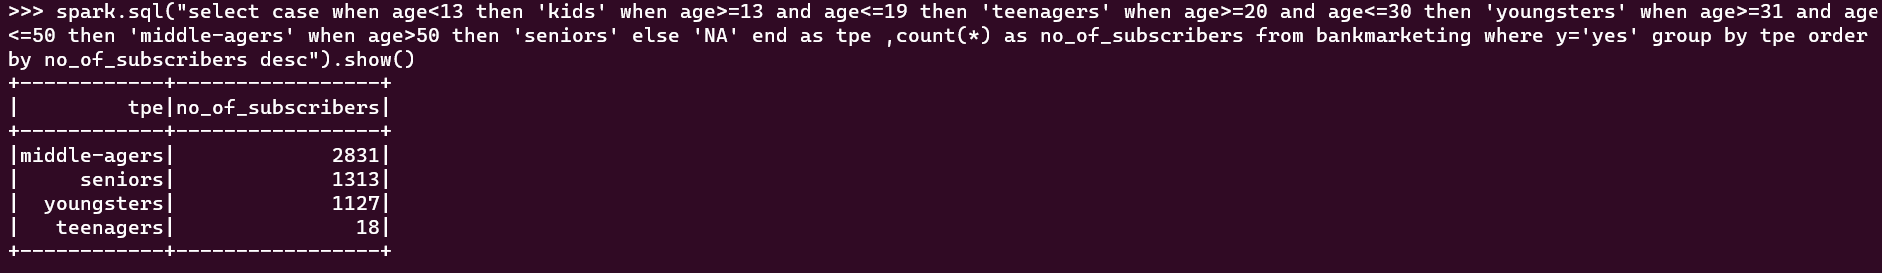 >>> spark.sql("select case when age<13 then 'kids' when age>=13 and age<=19 then 'teenagers' when age>=20 and age<=30 then 'youngsters' when age>=31 and age
<=50 then 'middle-agers' when age>50 then 'seniors' else 'NA' end as tpe ,count(*) as no_of_subscribers from bankmarketing where y='yes' group by tpe order
by no_of_subscribers desc").show()
+------------+-----------------+
|         tpe|no_of_subscribers|
+------------+-----------------+
|middle-agers|             2831|
|     seniors|             1313|
|  youngsters|             1127|
|   teenagers|               18|
+------------+-----------------+